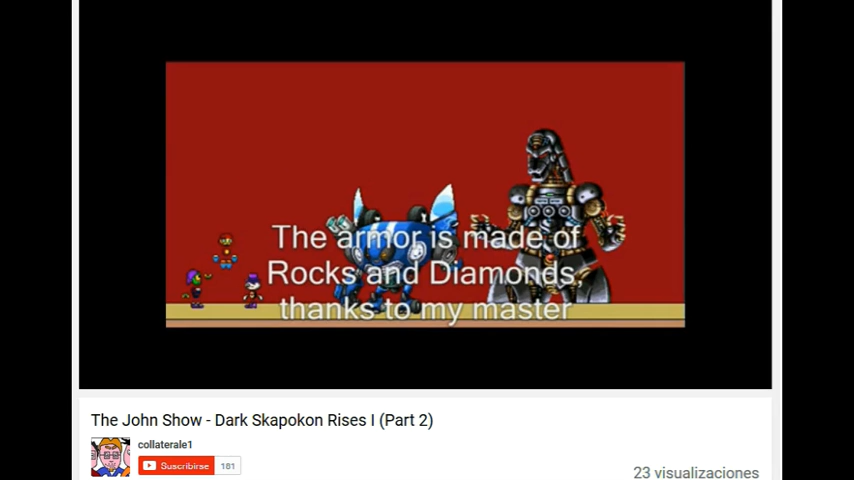 The armor is made of
Rocks and Diamonds,
thanks to my master
The John Show - Dark Skapokon Rises I (Part 2)
collaterale1
Suscribirse 181
23 visualizaciones